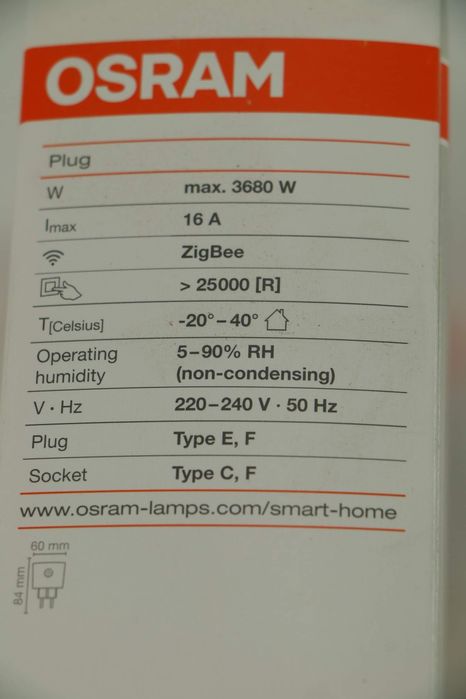 OSRAM
Plug
W max. 3680 W
Imax 16 A
ZigBee
> 25000 [R]
T[Celsius] -20°–40°
Operating 5–90% RH
humidity (non-condensing)
V · Hz 220–240 V · 50 Hz
Plug Type E, F
Socket Type C, F
www.osram-lamps.com/smart-home
60 mm
84 mm